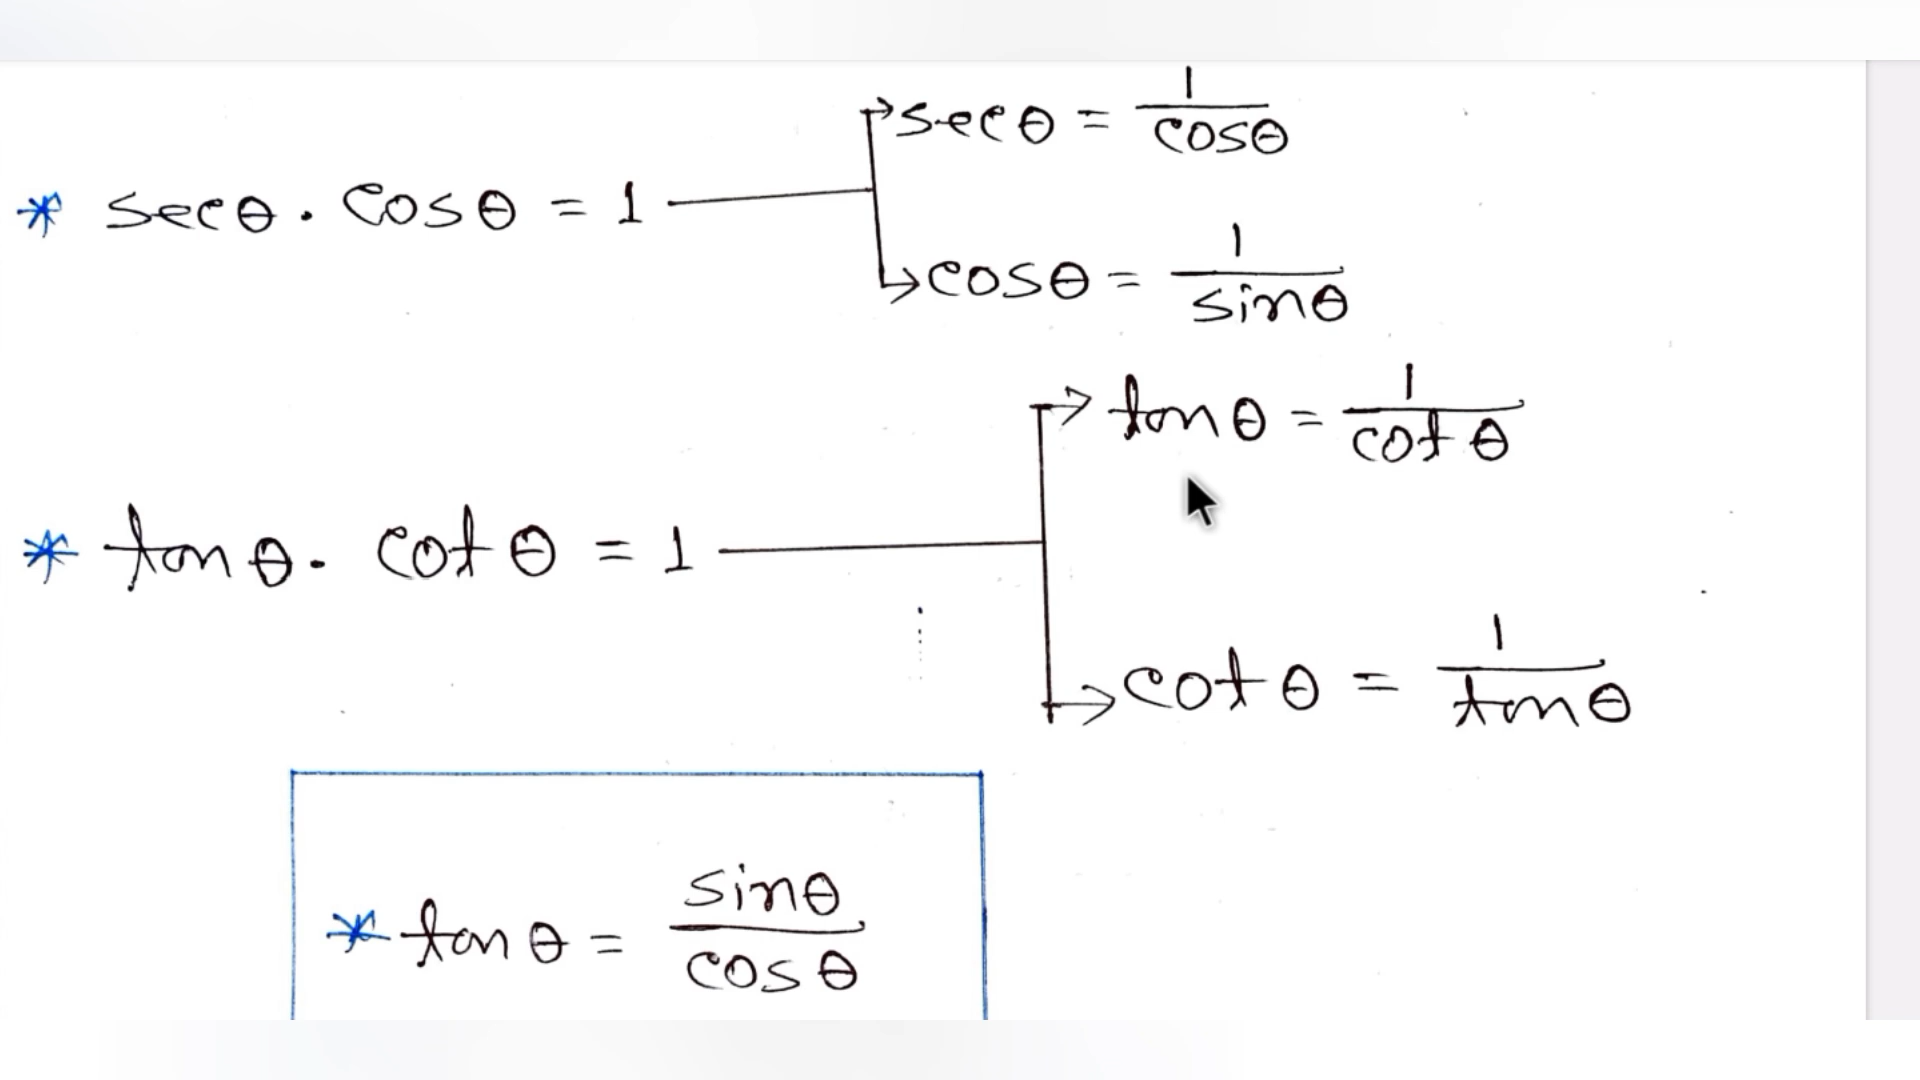 * secθ · cosθ = 1
secθ = 1/cosθ
cosθ = 1/sinθ
* tanθ · cotθ = 1
tanθ = 1/cotθ
cotθ = 1/tanθ
* tanθ = sinθ/cosθ